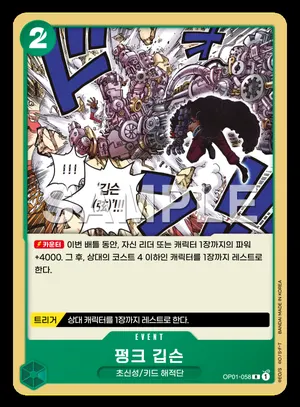 2
!!!
"깁슨
(弦)"!!!
SAMPLE
카운터 이번 배틀 동안, 자신 리더 또는 캐릭터 1장까지의 파워
+4000. 그 후, 상대의 코스트 4 이하인 캐릭터를 1장까지 레스트로
한다.
트리거 상대 캐릭터를 1장까지 레스트로 한다.
EVENT
펑크 깁슨
초신성/키드 해적단
OP01-058 R
BANDAI MADE IN KOREA